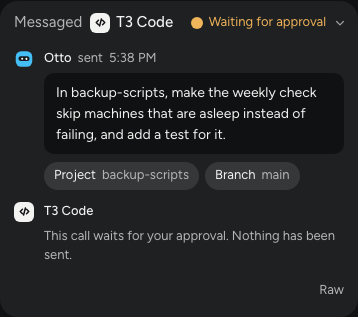 Messaged T3 Code Waiting for approval
Otto sent 5:38 PM
In backup-scripts, make the weekly check
skip machines that are asleep instead of
failing, and add a test for it.
Project backup-scripts Branch main
T3 Code
This call waits for your approval. Nothing has been
sent.
Raw